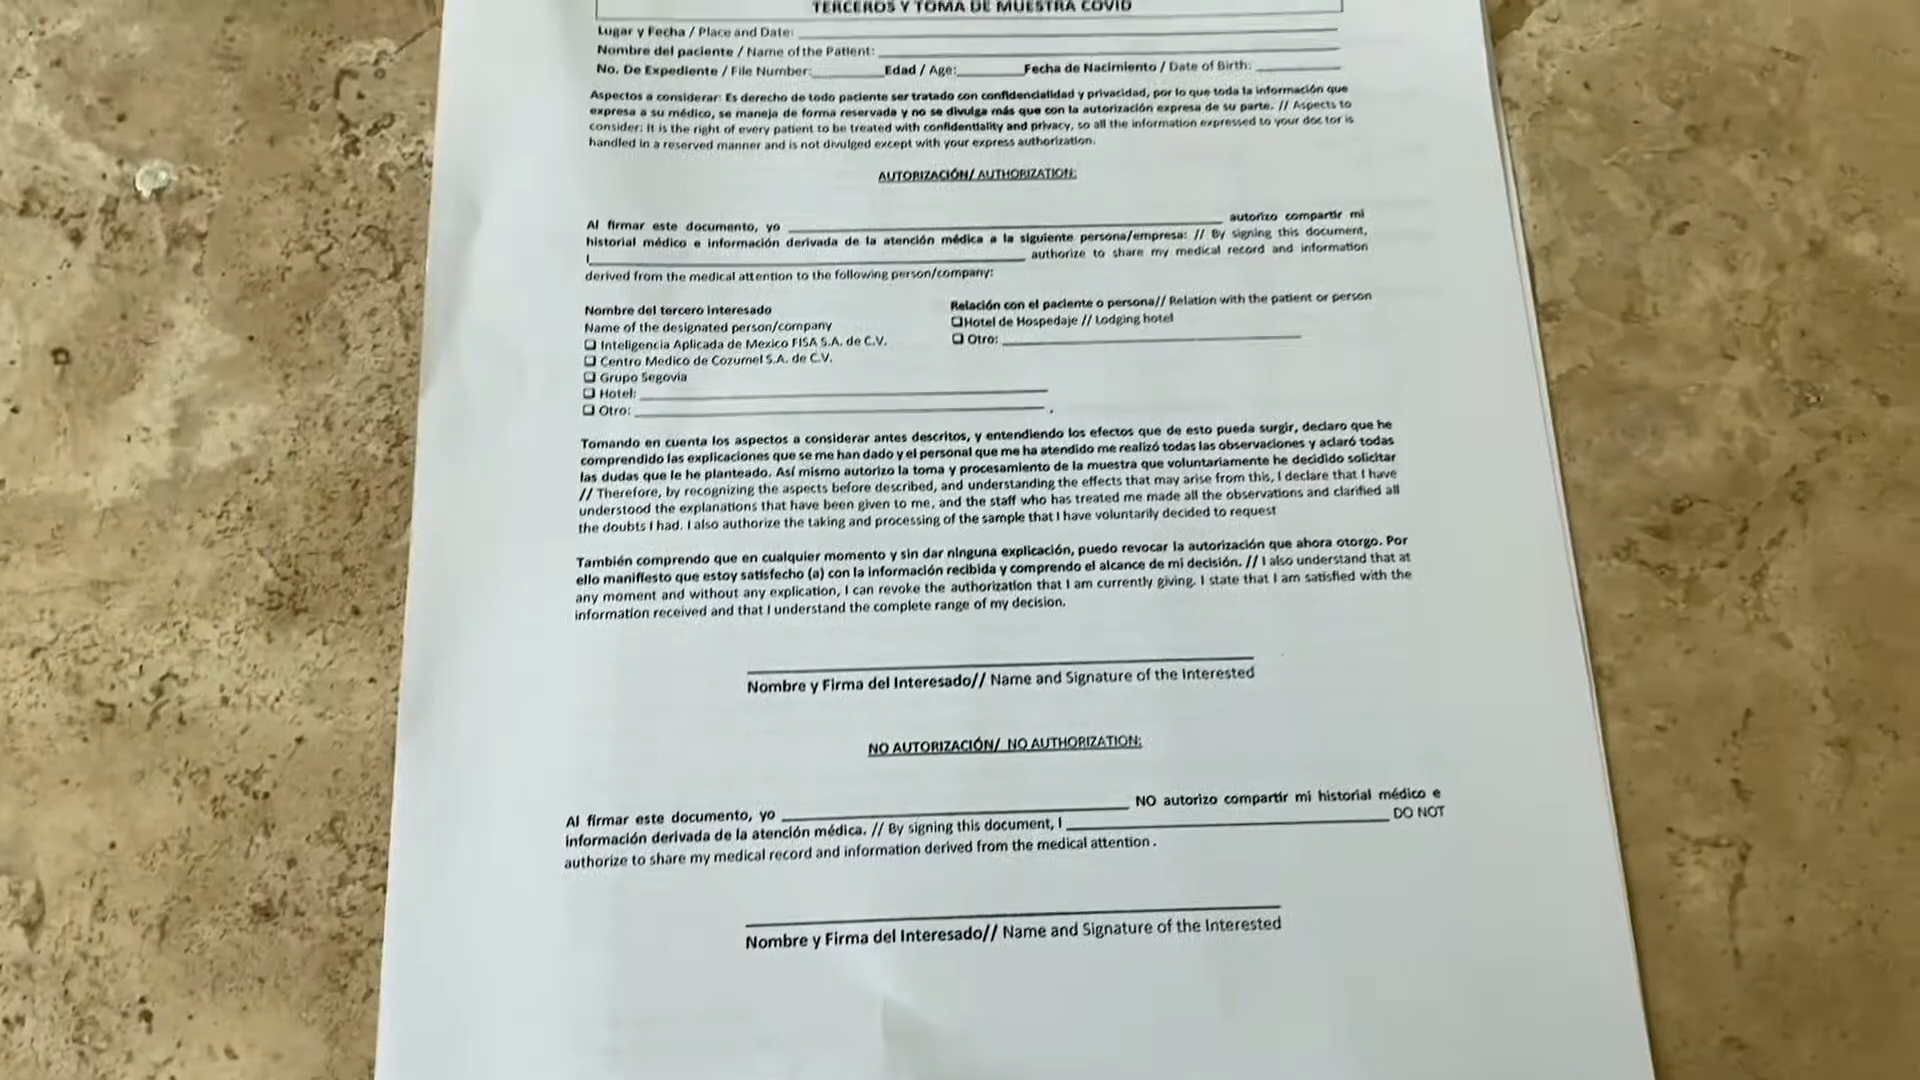 TERCEROS Y TOMA DE MUESTRA COVID
Lugar y Fecha / Place and Date:
Nombre del paciente / Name of the Patient:
No. De Expediente / File Number: Edad / Age: Fecha de Nacimiento / Date of Birth:
Aspectos a considerar: Es derecho de todo paciente ser tratado con confidencialidad y privacidad, por lo que toda la información que
expresa a su médico, se maneja de forma reservada y no se divulga más que con la autorización expresa de su parte. // Aspects to
consider: It is the right of every patient to be treated with confidentiality and privacy, so all the information expressed to your doctor is
handled in a reserved manner and is not divulged except with your express authorization.
AUTORIZACIÓN/ AUTHORIZATION:
Al firmar este documento, yo autorizo compartir mi
historial médico e información derivada de la atención médica a la siguiente persona/empresa: // By signing this document,
I authorize to share my medical record and information
derived from the medical attention to the following person/company:
Nombre del tercero interesado
Name of the designated person/company
Inteligencia Aplicada de Mexico FISA S.A. de C.V.
Centro Medico de Cozumel S.A. de C.V.
Grupo Segovia
Hotel:
Otro: .
Relación con el paciente o persona// Relation with the patient or person
Hotel de Hospedaje // Lodging hotel
Otro:
Tomando en cuenta los aspectos a considerar antes descritos, y entendiendo los efectos que de esto pueda surgir, declaro que he
comprendido las explicaciones que se me han dado y el personal que me ha atendido me realizó todas las observaciones y aclaró todas
las dudas que le he planteado. Así mismo autorizo la toma y procesamiento de la muestra que voluntariamente he decidido solicitar
// Therefore, by recognizing the aspects before described, and understanding the effects that may arise from this, I declare that I have
understood the explanations that have been given to me, and the staff who has treated me made all the observations and clarified all
the doubts I had. I also authorize the taking and processing of the sample that I have voluntarily decided to request
También comprendo que en cualquier momento y sin dar ninguna explicación, puedo revocar la autorización que ahora otorgo. Por
ello manifiesto que estoy satisfecho (a) con la información recibida y comprendo el alcance de mi decisión. // I also understand that at
any moment and without any explication, I can revoke the authorization that I am currently giving. I state that I am satisfied with the
information received and that I understand the complete range of my decision.
Nombre y Firma del Interesado// Name and Signature of the Interested
NO AUTORIZACIÓN/ NO AUTHORIZATION:
Al firmar este documento, yo NO autorizo compartir mi historial médico e
información derivada de la atención médica. // By signing this document, I DO NOT
authorize to share my medical record and information derived from the medical attention .
Nombre y Firma del Interesado// Name and Signature of the Interested